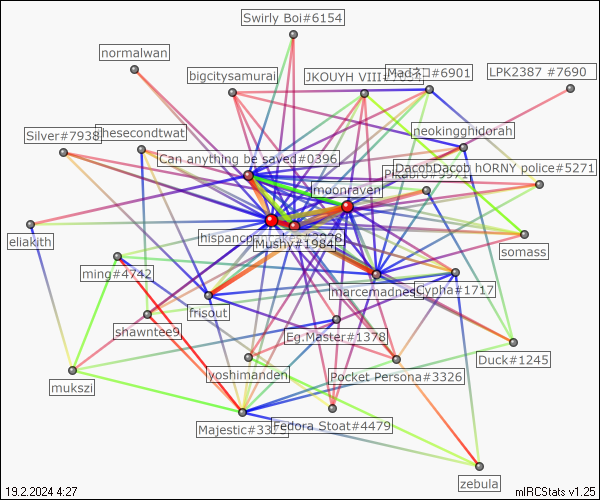 Swirly Boi#6154
normalwan
bigcitysamurai
JKOUYH VIII
Mad
#6901
LPK2387 #7690
Silver#7938
thesecondtwat
neokingghidorah
Can anything be saved#0396
DacobDacob hORNY police#5271
moonraven
eliakith
Mushy#1984
somass
ming#4742
marcemadness
Cypha#1717
frisout
shawntee9
Eg.Master#1378
Duck#1245
mukszi
yoshimanden
Pocket Persona#3326
Majestic#33
Fedora Stoat#4479
zebula
19.2.2024 4:27
mIRCStats v1.25